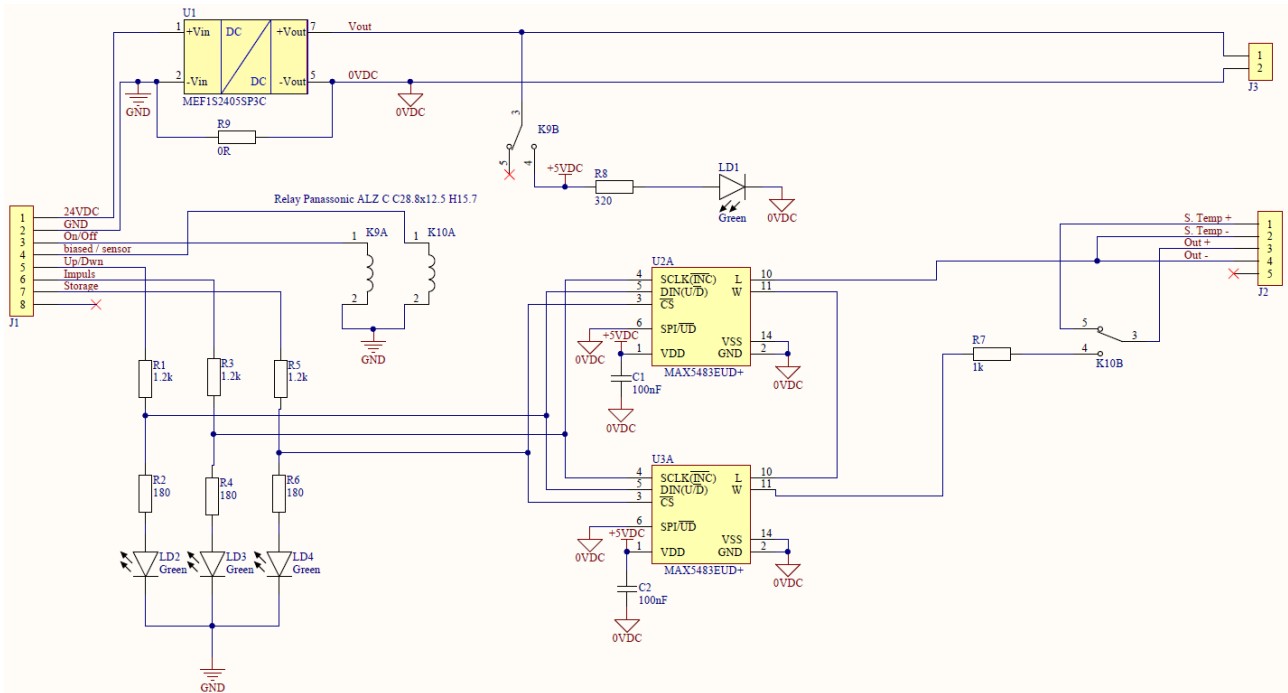 U1
1 +Vin DC +Vout 7 Vout
2 -Vin DC -Vout 5 0VDC
MEF1S2405SP3C
GND
0VDC
R9
0R
1
2
J3
3
K9B
5
4
+5VDC
R8
320
LD1
Green
0VDC
Relay Panassonic ALZ C C28.8x12.5 H15.7
1 24VDC
2 GND
3 On/Off
4 biased / sensor
5 Up/Dwn
6 Impuls
7 Storage
8
J1
1 K9A
2
1 K10A
2
GND
S. Temp + 1
S. Temp - 2
Out + 3
Out - 4
5
J2
U2A
4 SCLK(INC) L 10
5 DIN(U/D) W 11
3 CS
6 SPI/UD
+5VDC
0VDC
VSS 14
1 VDD GND 2
MAX5483EUD+
C1
100nF
0VDC
0VDC
R7
1k
5
3
4
K10B
R1
1.2k
R3
1.2k
R5
1.2k
R2
180
R4
180
R6
180
LD2
Green
LD3
Green
LD4
Green
GND
U3A
4 SCLK(INC) L 10
5 DIN(U/D) W 11
3 CS
6 SPI/UD
+5VDC
0VDC
VSS 14
1 VDD GND 2
MAX5483EUD+
C2
100nF
0VDC
0VDC